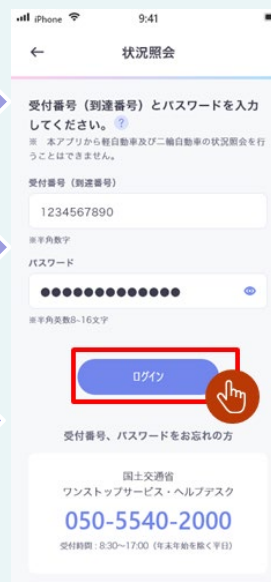 iPhone 9:41
状況照会
受付番号(到達番号)とパスワードを入力
してください。?
※ 本アプリから軽自動車及び二輪自動車の状況照会を行
うことはできません。
受付番号(到達番号)
1234567890
※半角数字
パスワード
●●●●●●●●●●●●●
※半角英数8~16文字
ログイン
受付番号、パスワードをお忘れの方
国土交通省
ワンストップサービス・ヘルプデスク
050-5540-2000
受付時間:8:30~17:00(年末年始を除く平日)